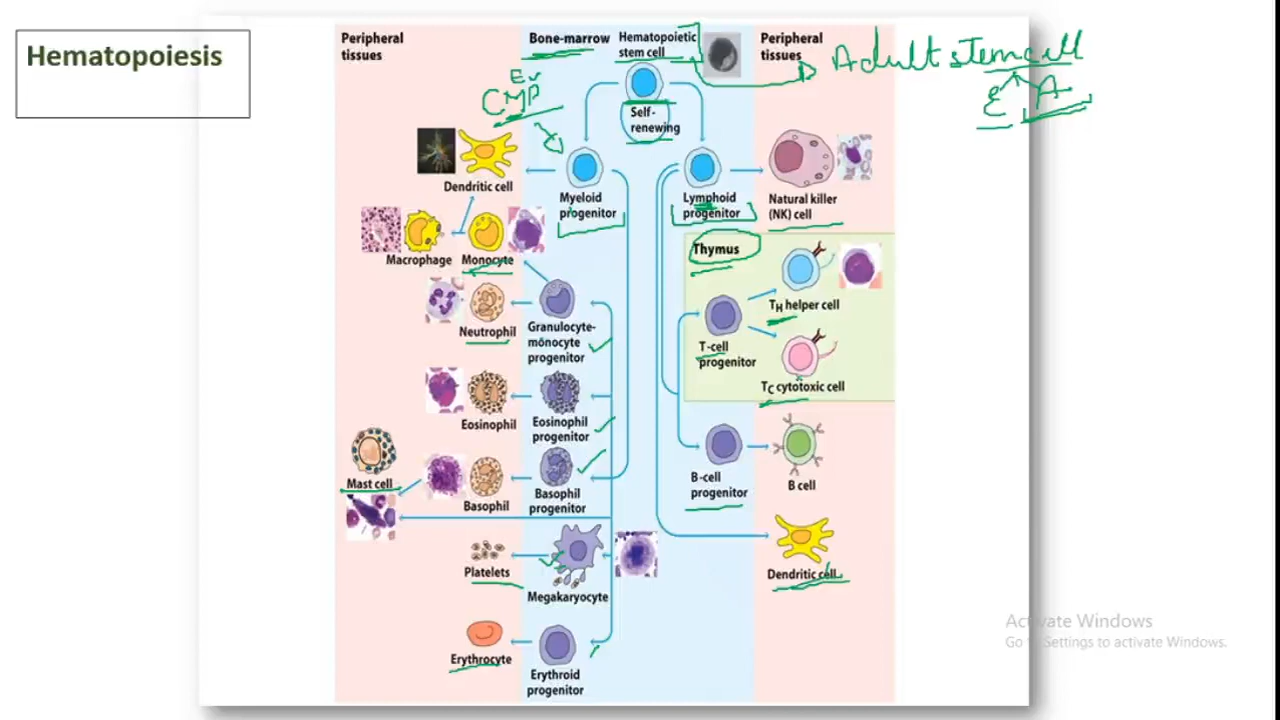 Hematopoiesis
Peripheral
tissues
Bone-marrow
Hematopoietic
stem cell
Peripheral
tissues
Adult stem cell
E A
CMP
Self-
renewing
Dendritic cell
Myeloid
progenitor
Lymphoid
progenitor
Natural killer
(NK) cell
Macrophage
Monocyte
Thymus
TH helper cell
Neutrophil
Granulocyte-
monocyte
progenitor
T-cell
progenitor
TC cytotoxic cell
Eosinophil
Eosinophil
progenitor
Mast cell
Basophil
Basophil
progenitor
B-cell
progenitor
B cell
Platelets
Megakaryocyte
Dendritic cell
Erythrocyte
Erythroid
progenitor
Activate Windows
Go to Settings to activate Windows.